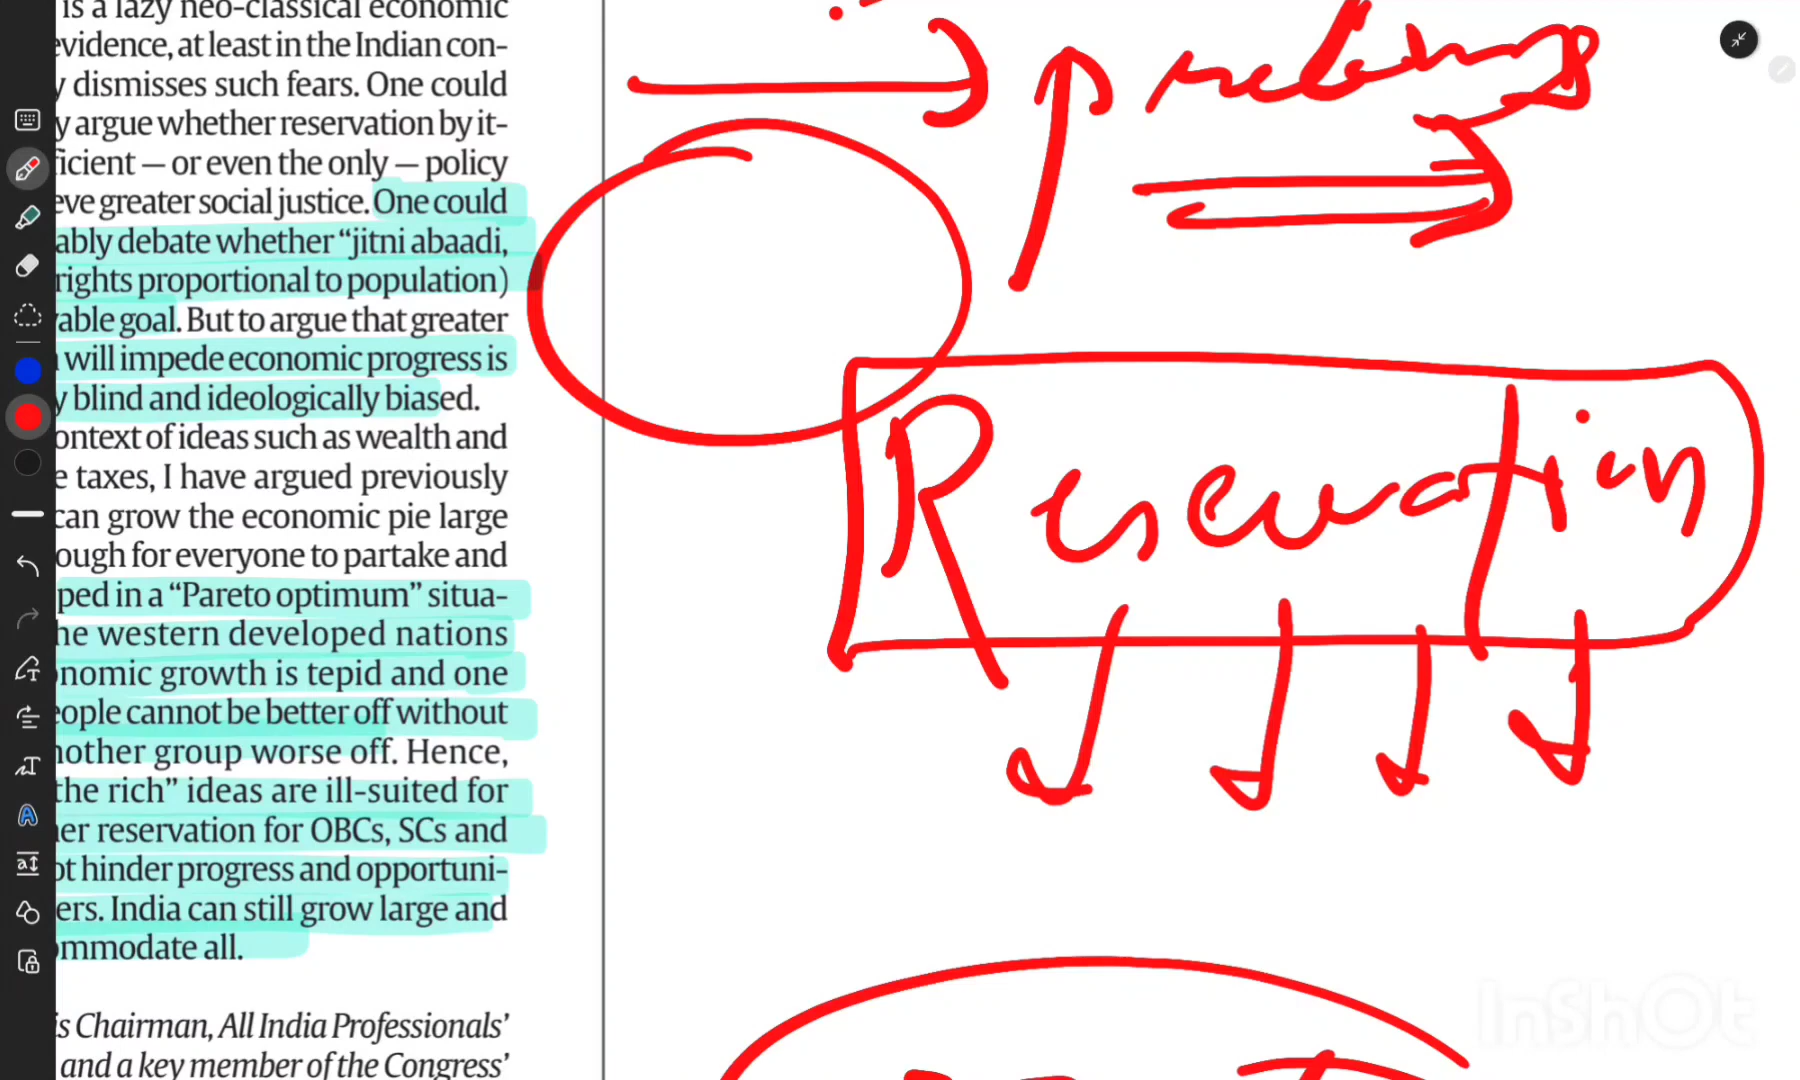 is a lazy neo-classical economic
evidence, at least in the Indian con-
y dismisses such fears. One could
y argue whether reservation by it-
ficient — or even the only — policy
eve greater social justice. One could
ably debate whether “jitni abaadi,
rights proportional to population)
able goal. But to argue that greater
will impede economic progress is
y blind and ideologically biased.
ontext of ideas such as wealth and
e taxes, I have argued previously
can grow the economic pie large
ough for everyone to partake and
ped in a “Pareto optimum” situa-
he western developed nations
onomic growth is tepid and one
eople cannot be better off without
nother group worse off. Hence,
the rich” ideas are ill-suited for
er reservation for OBCs, SCs and
ot hinder progress and opportuni-
ers. India can still grow large and
ommodate all.
is Chairman, All India Professionals’
and a key member of the Congress’
Reservation
InShOt